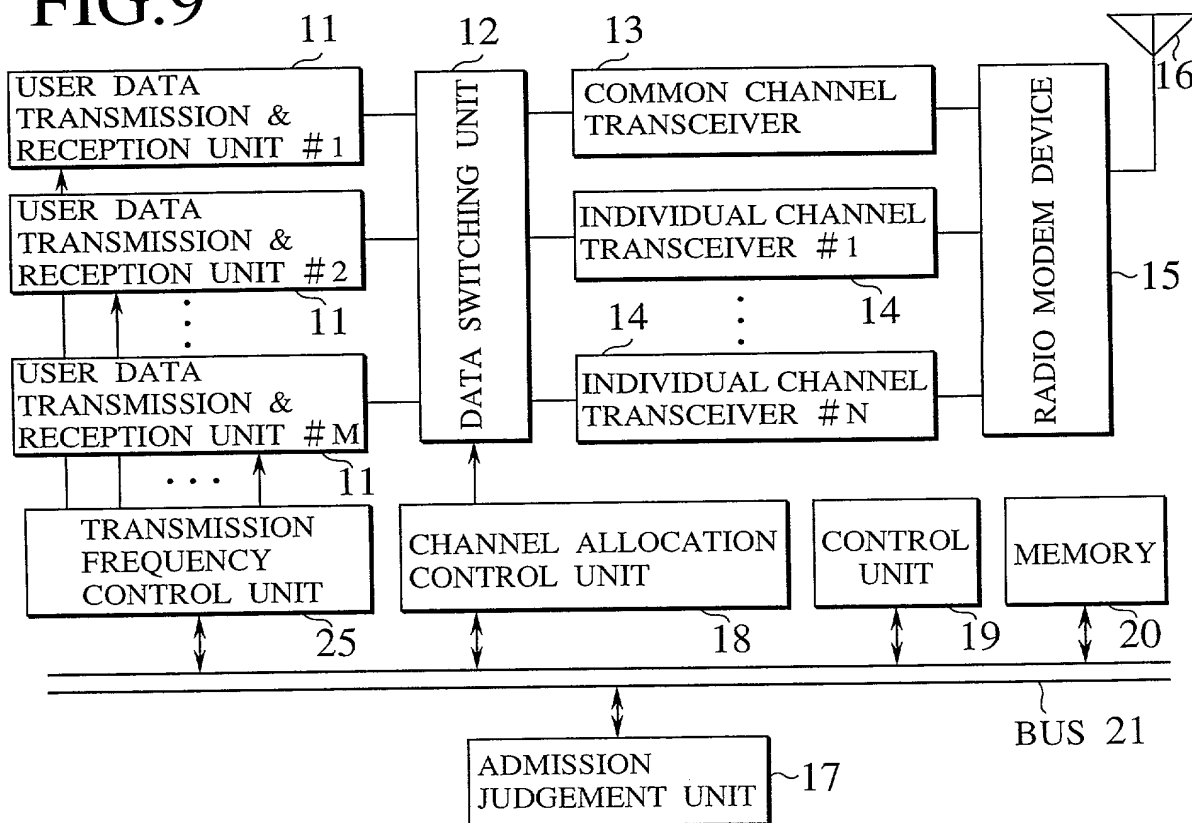 FIG.9
11
USER DATA
TRANSMISSION &
RECEPTION UNIT #1
USER DATA
TRANSMISSION &
RECEPTION UNIT #2
11
USER DATA
TRANSMISSION &
RECEPTION UNIT #M
11
12
DATA SWITCHING UNIT
13
COMMON CHANNEL
TRANSCEIVER
INDIVIDUAL CHANNEL
TRANSCEIVER #1
14
14
INDIVIDUAL CHANNEL
TRANSCEIVER #N
RADIO MODEM DEVICE
15
16
TRANSMISSION
FREQUENCY
CONTROL UNIT
25
CHANNEL ALLOCATION
CONTROL UNIT
18
CONTROL
UNIT
19
MEMORY
20
BUS 21
ADMISSION
JUDGEMENT UNIT
17